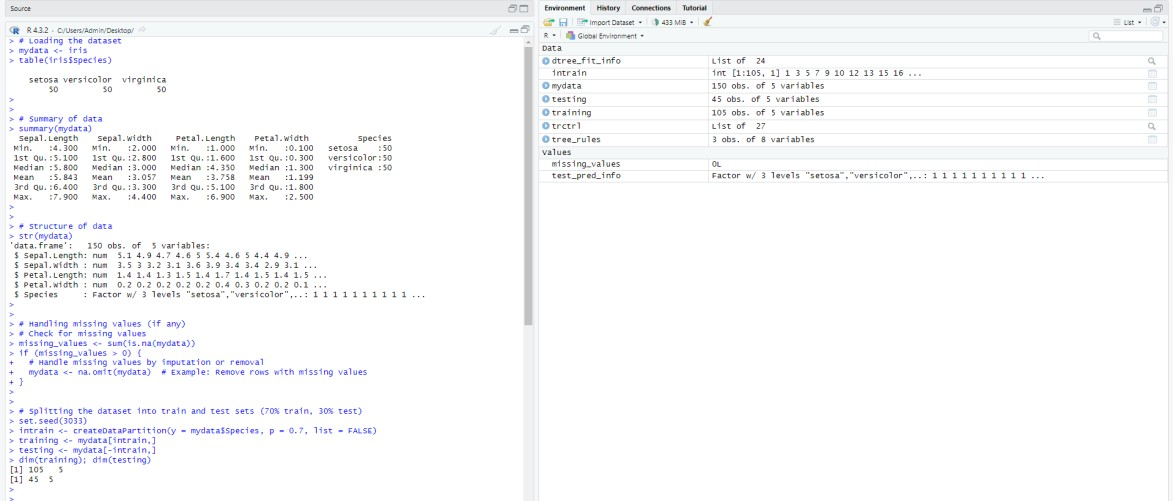 Source
R 4.3.2 · C:/Users/Admin/Desktop/
> # Loading the dataset
> mydata <- iris
> table(iris$Species)
    setosa versicolor  virginica
        50         50         50
>
>
> # Summary of data
> summary(mydata)
  Sepal.Length    Sepal.Width     Petal.Length    Petal.Width          Species
 Min.   :4.300   Min.   :2.000   Min.   :1.000   Min.   :0.100   setosa    :50
 1st Qu.:5.100   1st Qu.:2.800   1st Qu.:1.600   1st Qu.:0.300   versicolor:50
 Median :5.800   Median :3.000   Median :4.350   Median :1.300   virginica :50
 Mean   :5.843   Mean   :3.057   Mean   :3.758   Mean   :1.199
 3rd Qu.:6.400   3rd Qu.:3.300   3rd Qu.:5.100   3rd Qu.:1.800
 Max.   :7.900   Max.   :4.400   Max.   :6.900   Max.   :2.500
>
>
> # Structure of data
> str(mydata)
'data.frame':   150 obs. of  5 variables:
 $ Sepal.Length: num  5.1 4.9 4.7 4.6 5 5.4 4.6 5 4.4 4.9 ...
 $ Sepal.Width : num  3.5 3 3.2 3.1 3.6 3.9 3.4 3.4 2.9 3.1 ...
 $ Petal.Length: num  1.4 1.4 1.3 1.5 1.4 1.7 1.4 1.5 1.4 1.5 ...
 $ Petal.Width : num  0.2 0.2 0.2 0.2 0.2 0.4 0.3 0.2 0.2 0.1 ...
 $ Species     : Factor w/ 3 levels "setosa","versicolor",..: 1 1 1 1 1 1 1 1 1 1 ...
>
>
> # Handling missing values (if any)
> # Check for missing values
> missing_values <- sum(is.na(mydata))
> if (missing_values > 0) {
+   # Handle missing values by imputation or removal
+   mydata <- na.omit(mydata)  # Example: Remove rows with missing values
+ }
>
>
> # Splitting the dataset into train and test sets (70% train, 30% test)
> set.seed(3033)
> intrain <- createDataPartition(y = mydata$Species, p = 0.7, list = FALSE)
> training <- mydata[intrain,]
> testing <- mydata[-intrain,]
> dim(training); dim(testing)
[1] 105   5
[1] 45  5
>
>
Environment History Connections Tutorial
Import Dataset 433 MiB List
R Global Environment
Data
dtree_fit_info List of  24
intrain int [1:105, 1] 1 3 5 7 9 10 12 13 15 16 ...
mydata 150 obs. of 5 variables
testing 45 obs. of 5 variables
training 105 obs. of 5 variables
trctrl List of  27
tree_rules 3 obs. of 8 variables
Values
missing_values 0L
test_pred_info Factor w/ 3 levels "setosa","versicolor",..: 1 1 1 1 1 1 1 1 1 1 ...